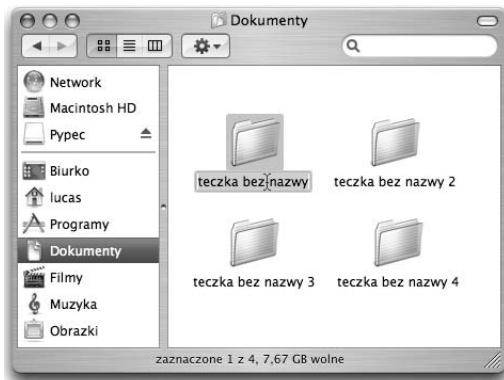 Dokumenty
Network
Macintosh HD
Pypec
Biurko
lucas
Programy
Dokumenty
Filmy
Muzyka
Obrazki
teczka bez nazwy
teczka bez nazwy 2
teczka bez nazwy 3
teczka bez nazwy 4
zaznaczone 1 z 4, 7,67 GB wolne